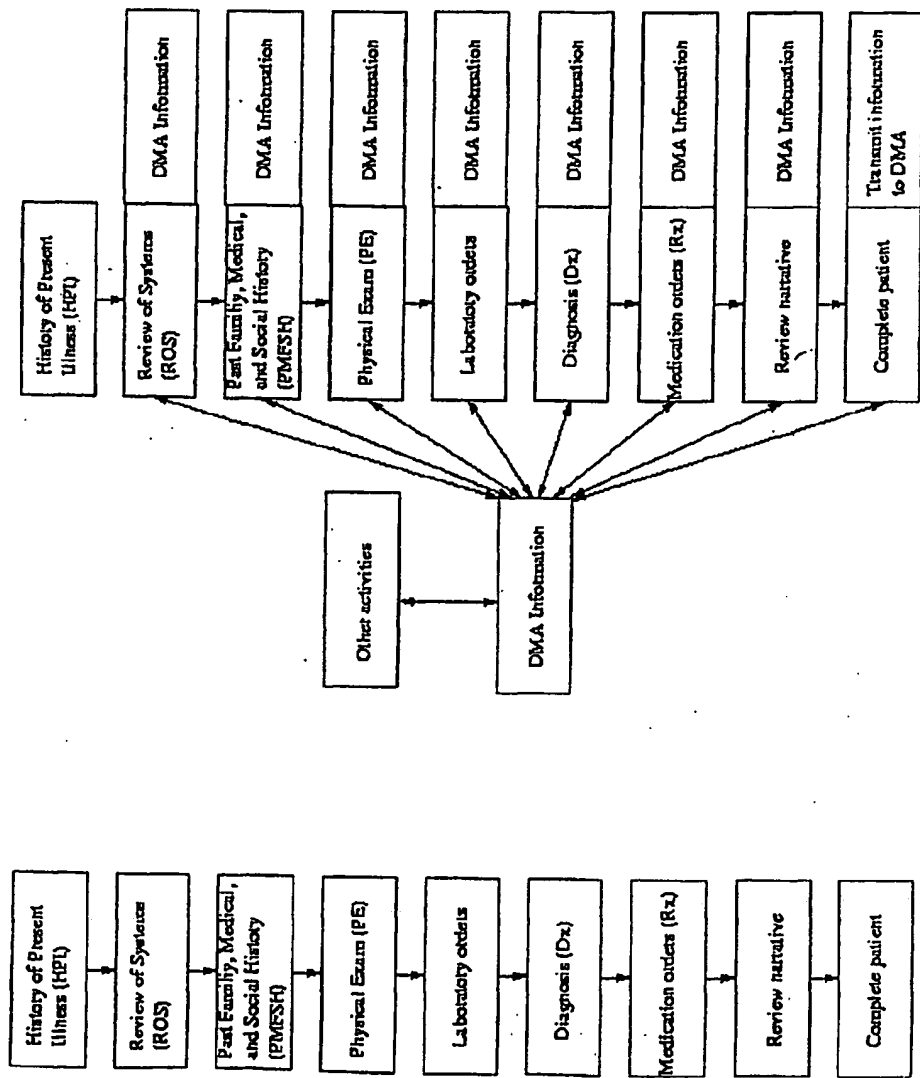 History of Present
Illness (HPI)
Review of Systems
(ROS)
Past Family, Medical,
and Social History
(PMFSH)
Physical Exam (PE)
Laboratory orders
Diagnosis (Dx)
Medication orders (Rx)
Review narrative
Complete patient
Other activities
DMA Information
History of Present
Illness (HPI)
Review of Systems
(ROS)
DMA Information
Past Family, Medical,
and Social History
(PMFSH)
DMA Information
Physical Exam (PE)
DMA Information
Laboratory orders
DMA Information
Diagnosis (Dx)
DMA Information
Medication orders (Rx)
DMA Information
Review narrative
DMA Information
Complete patient
Transmit information
to DMA